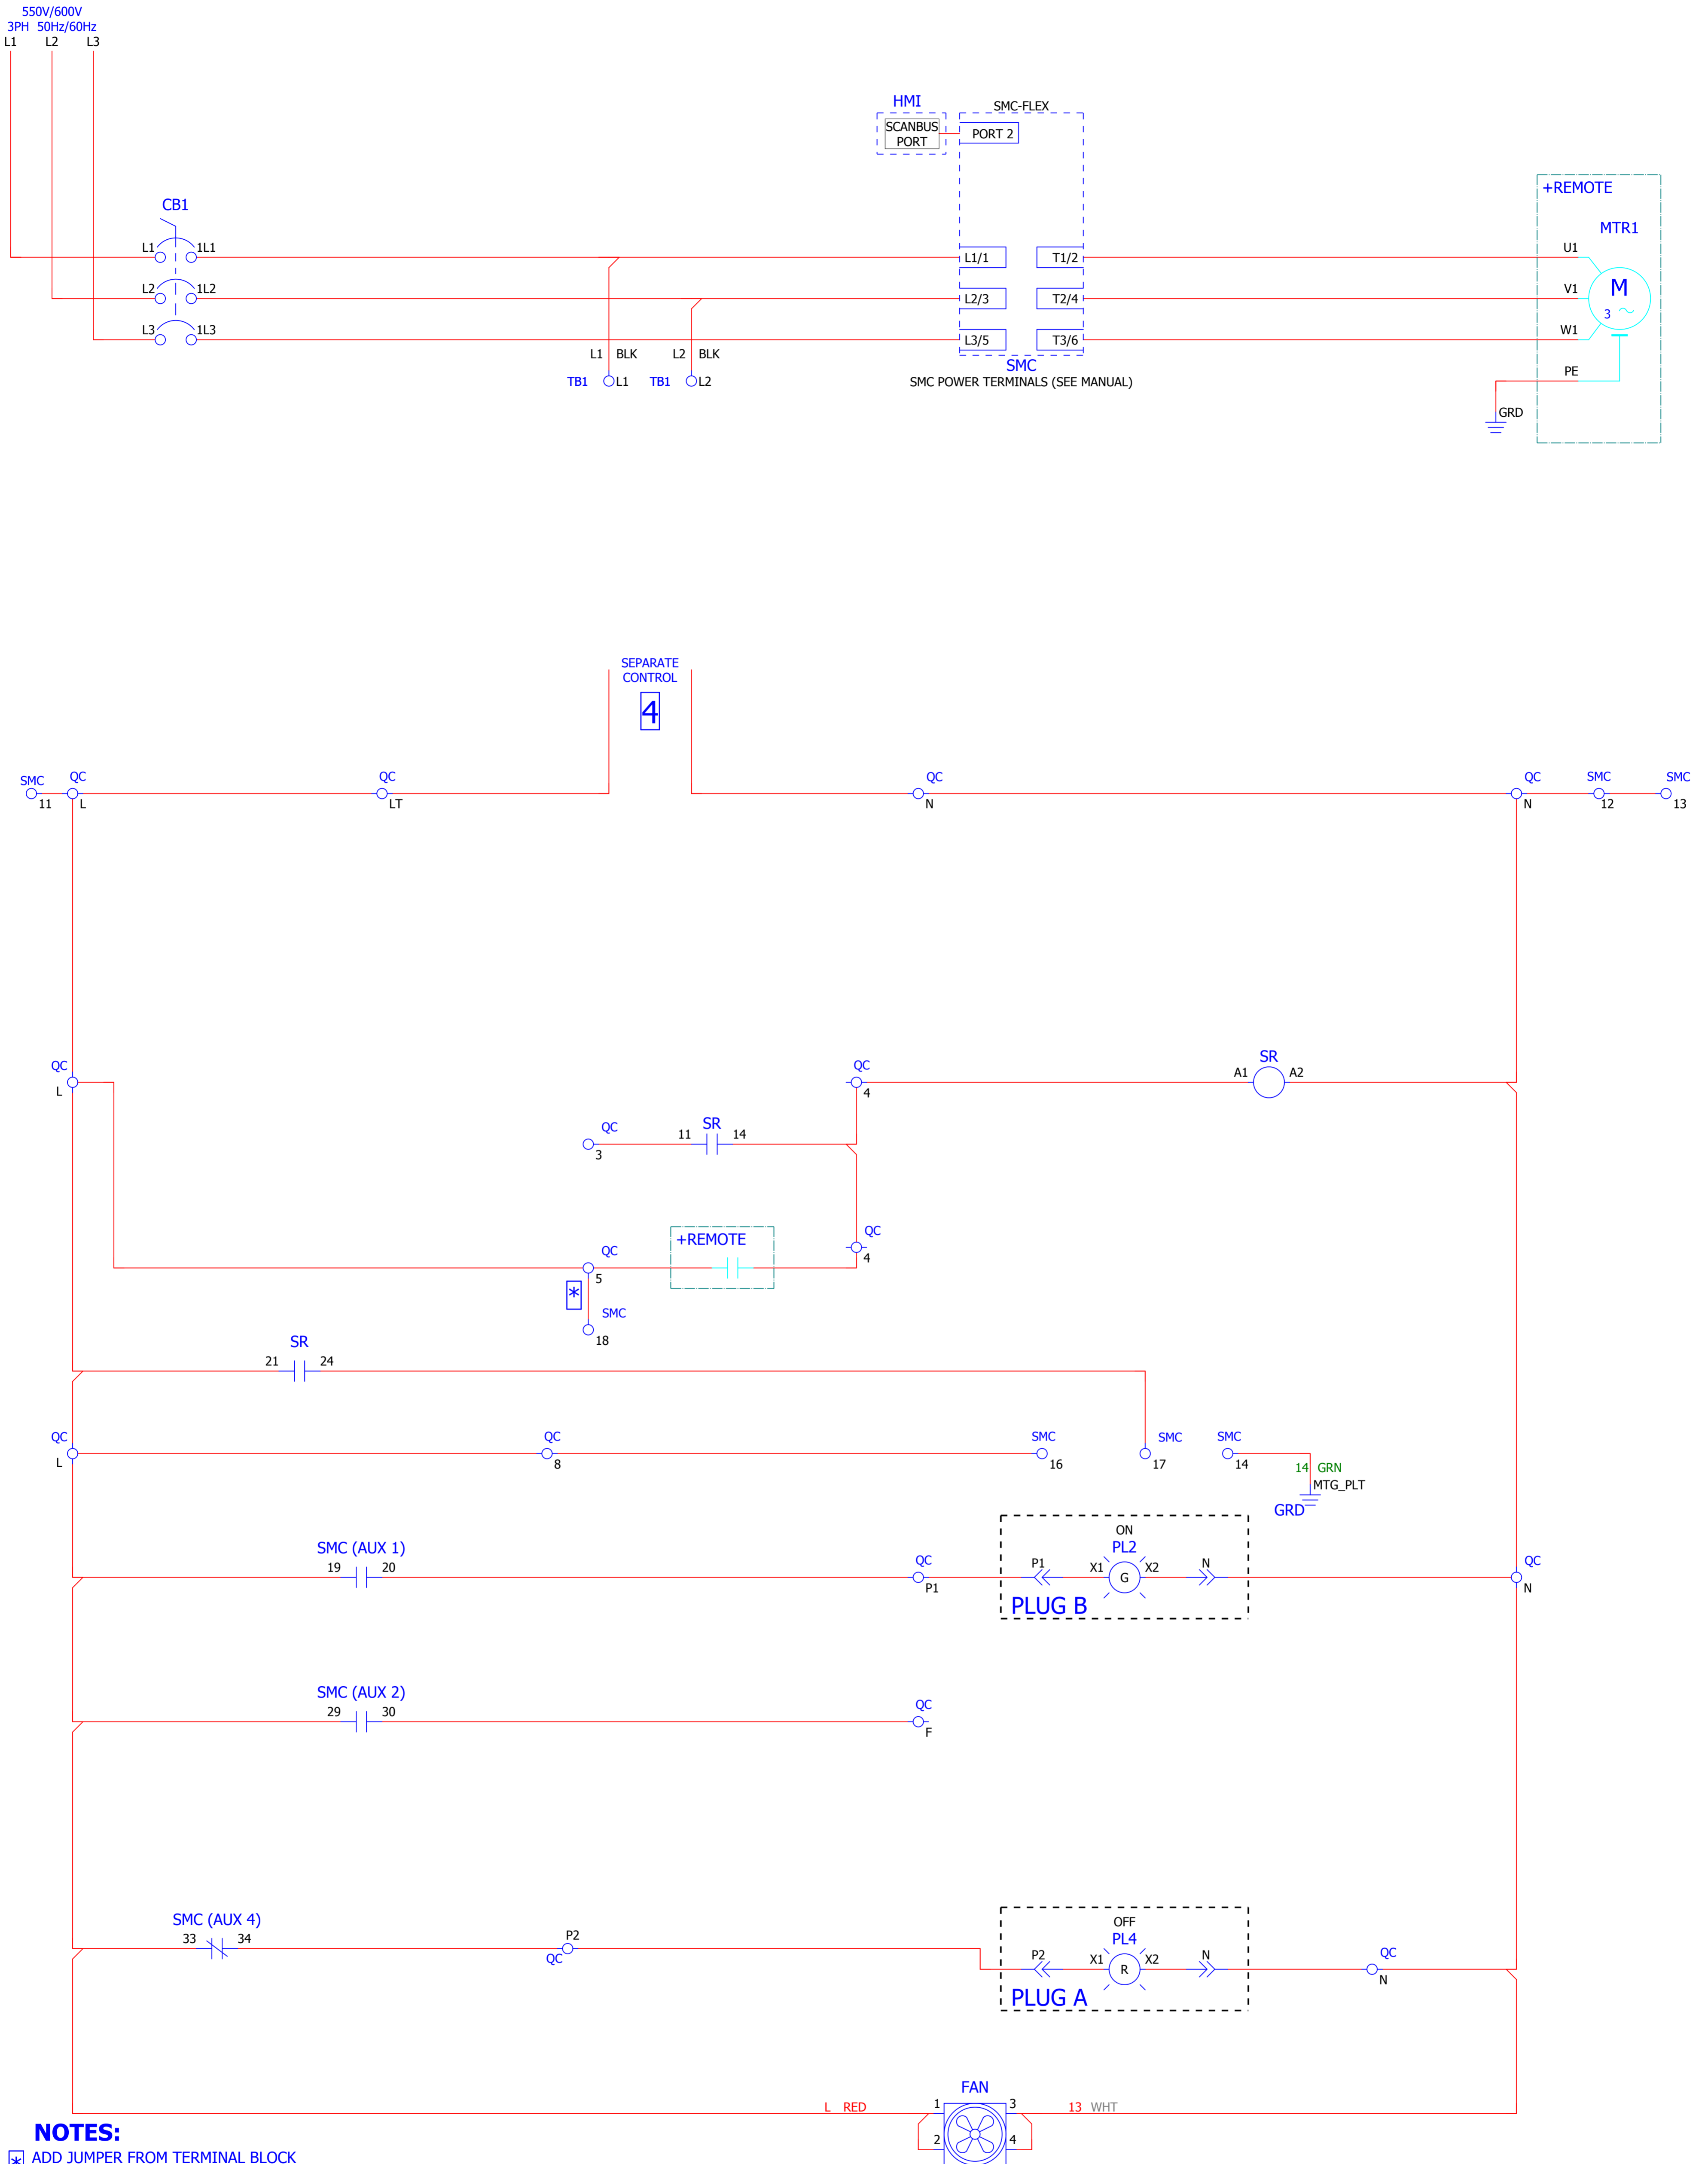 550V/600V
3PH 50Hz/60Hz
L1 L2 L3
HMI
SMC-FLEX
SCANBUS
PORT
PORT 2
+REMOTE
CB1
MTR1
L1 1L1
L1/1 T1/2
U1
L2 1L2
L2/3 T2/4
V1
M
3
L3 1L3
L3/5 T3/6
W1
L1 BLK L2 BLK
SMC
PE
TB1 L1 TB1 L2
SMC POWER TERMINALS (SEE MANUAL)
GRD
SEPARATE
CONTROL
4
SMC QC QC QC QC SMC SMC
11 L LT N N 12 13
QC QC SR
L 4 A1 A2
QC 11 SR 14
3
+REMOTE QC
QC 4
5
*
SMC
18
SR
21 24
QC QC SMC SMC SMC
L 8 16 17 14
14 GRN
MTG_PLT
GRD
ON
SMC (AUX 1)
19 20
QC
P1
P1 X1 PL2 X2 N
G
QC
N
PLUG B
SMC (AUX 2)
29 30
QC
F
SMC (AUX 4)
33 34
P2
QC
OFF
PL4
P2 X1 X2 N
R
QC
N
PLUG A
FAN
L RED 1 3 13 WHT
2 4
NOTES:
* ADD JUMPER FROM TERMINAL BLOCK